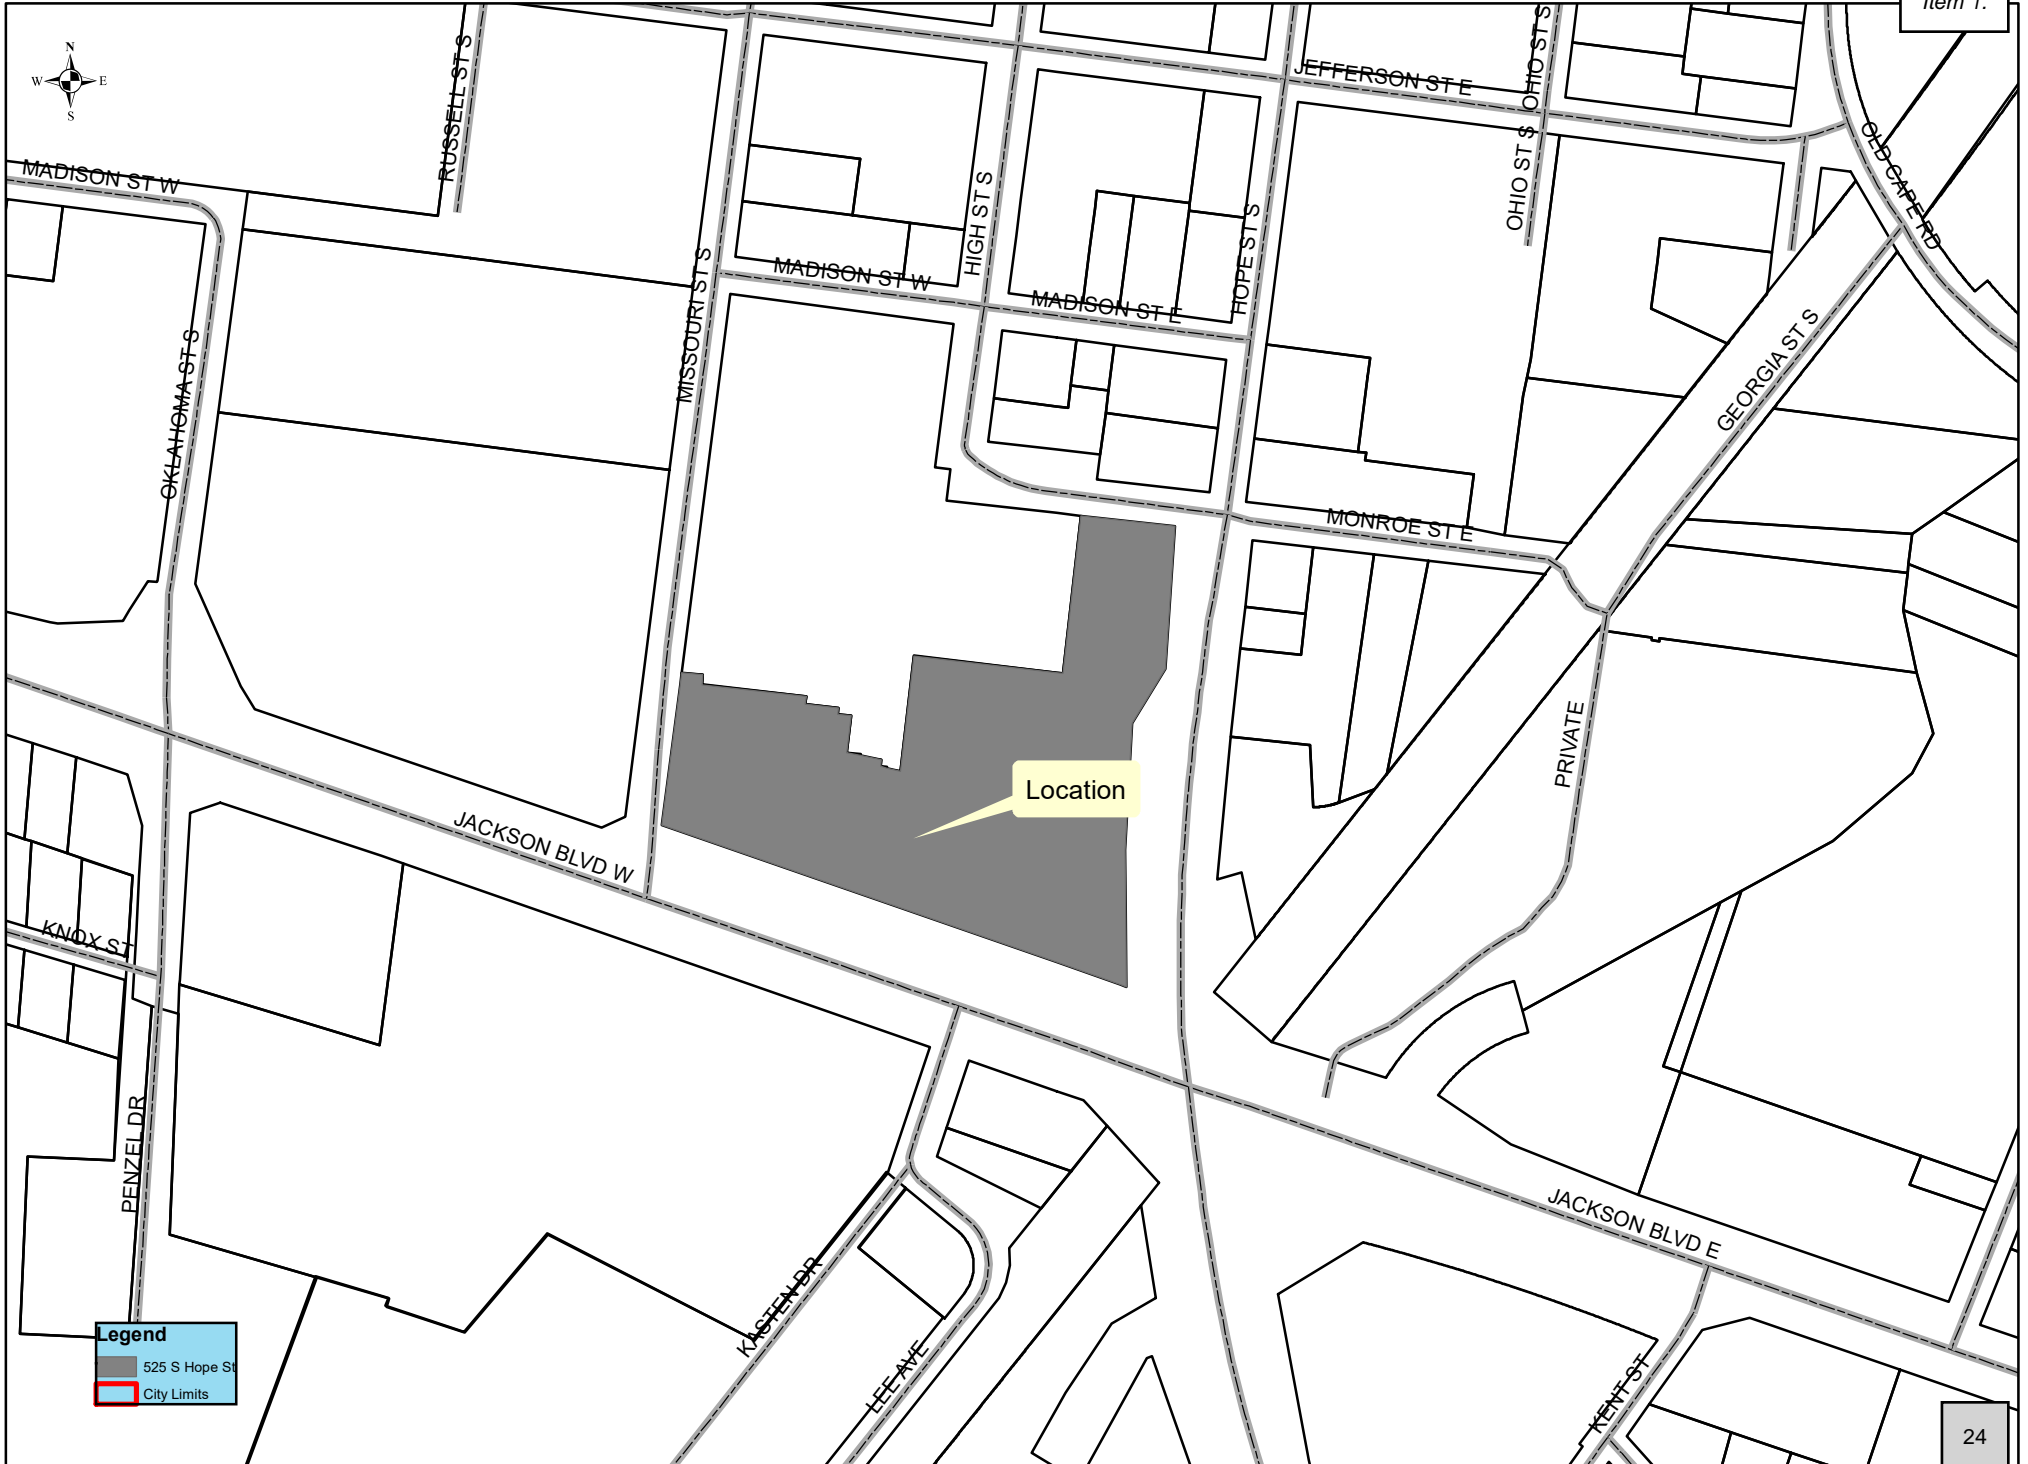 Item 1.
N
W E
S
RUSSELL ST S
OHIO ST S
JEFFERSON ST E
OHIO ST S
OLD CAPE RD
MADISON ST W
HIGH ST S
HOPE ST S
MISSOURI ST S
MADISON ST W
MADISON ST E
GEORGIA ST S
OKLAHOMA ST S
MONROE ST E
PRIVATE
Location
JACKSON BLVD W
KNOX ST
PENZEL DR
JACKSON BLVD E
KASTEN DR
LEE AVE
KENT ST
Legend
525 S Hope St
City Limits
24